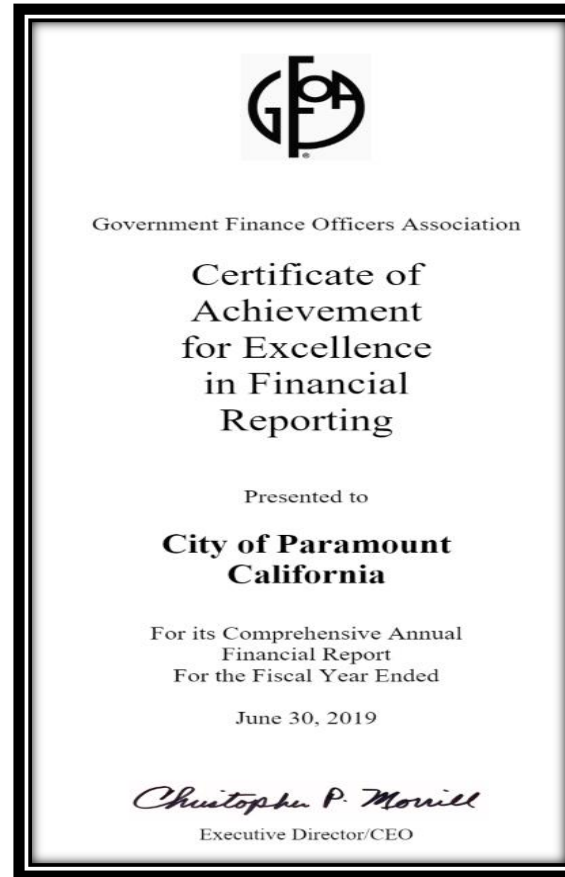 GFOA
®
Government Finance Officers Association
Certificate of
Achievement
for Excellence
in Financial
Reporting
Presented to
City of Paramount
California
For its Comprehensive Annual
Financial Report
For the Fiscal Year Ended
June 30, 2019
Christopher P. Morrill
Executive Director/CEO